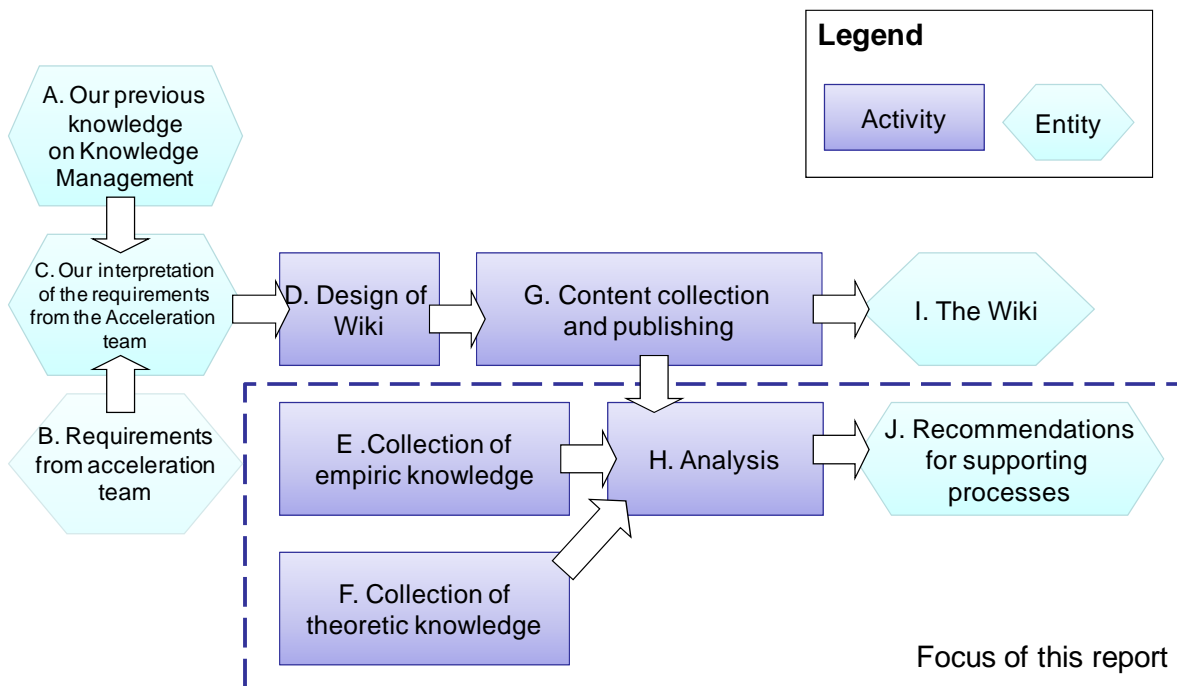 Legend
Activity
Entity
A. Our previous
knowledge
on Knowledge
Management
C. Our interpretation
of the requirements
from the Acceleration
team
B. Requirements
from acceleration
team
D. Design of
Wiki
G. Content collection
and publishing
I. The Wiki
E .Collection of
empiric knowledge
H. Analysis
J. Recommendations
for supporting
processes
F. Collection of
theoretic knowledge
Focus of this report